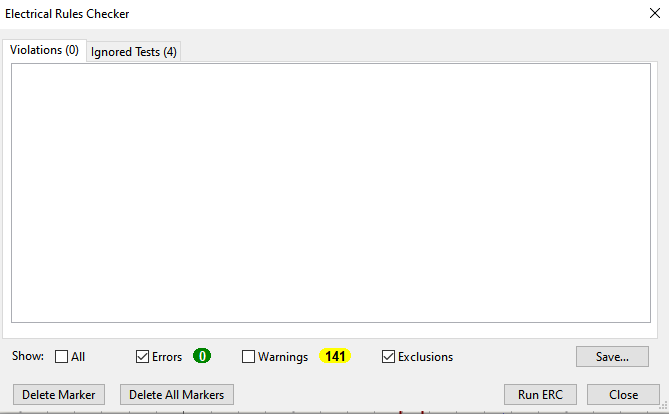 Electrical Rules Checker
Violations (0) Ignored Tests (4)
Show: All Errors 0 Warnings 141 Exclusions Save...
Delete Marker Delete All Markers Run ERC Close